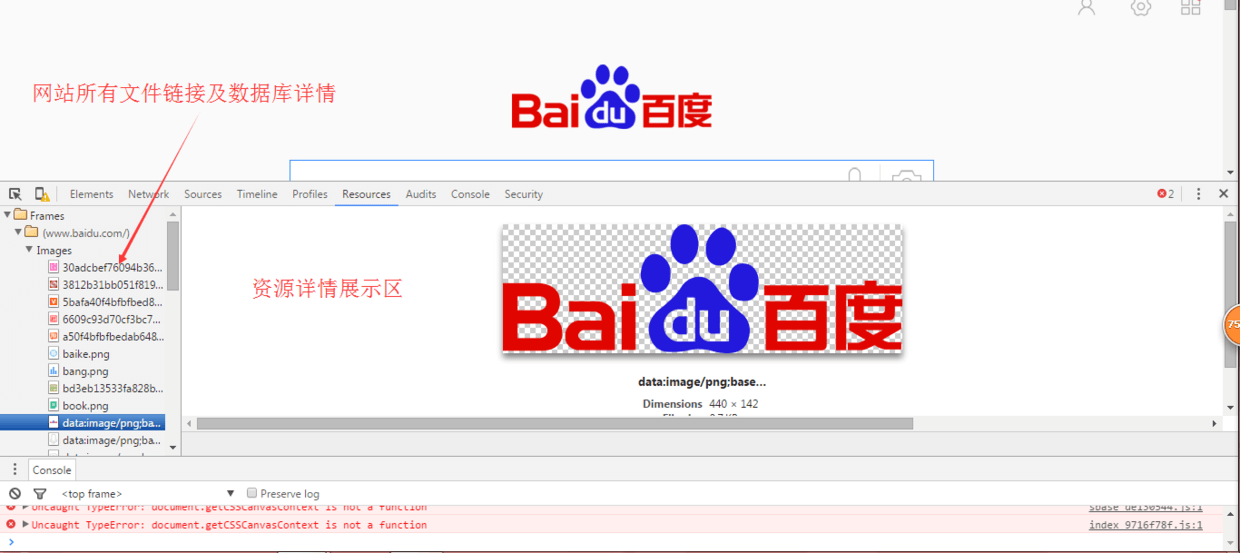 网站所有文件链接及数据库详情
Bai du 百度
Elements Network Sources Timeline Profiles Resources Audits Console Security 2
Frames
(www.baidu.com/)
Images
30adcbef76094b36...
3812b31bb051f819...
5bafa40f4bfbfbed8...
6609c93d70cf3bc7...
a50f4bfbfbedab648...
baike.png
bang.png
bd3eb13533fa828b...
book.png
data:image/png;ba...
data:image/png;ba...
资源详情展示区
Bai du 百度
data:image/png;base...
Dimensions 440 × 142
75
Console
<top frame> Preserve log
Uncaught TypeError: document.getCSSCanvasContext is not a function
Uncaught TypeError: document.getCSSCanvasContext is not a function index_9716f78f.js:1